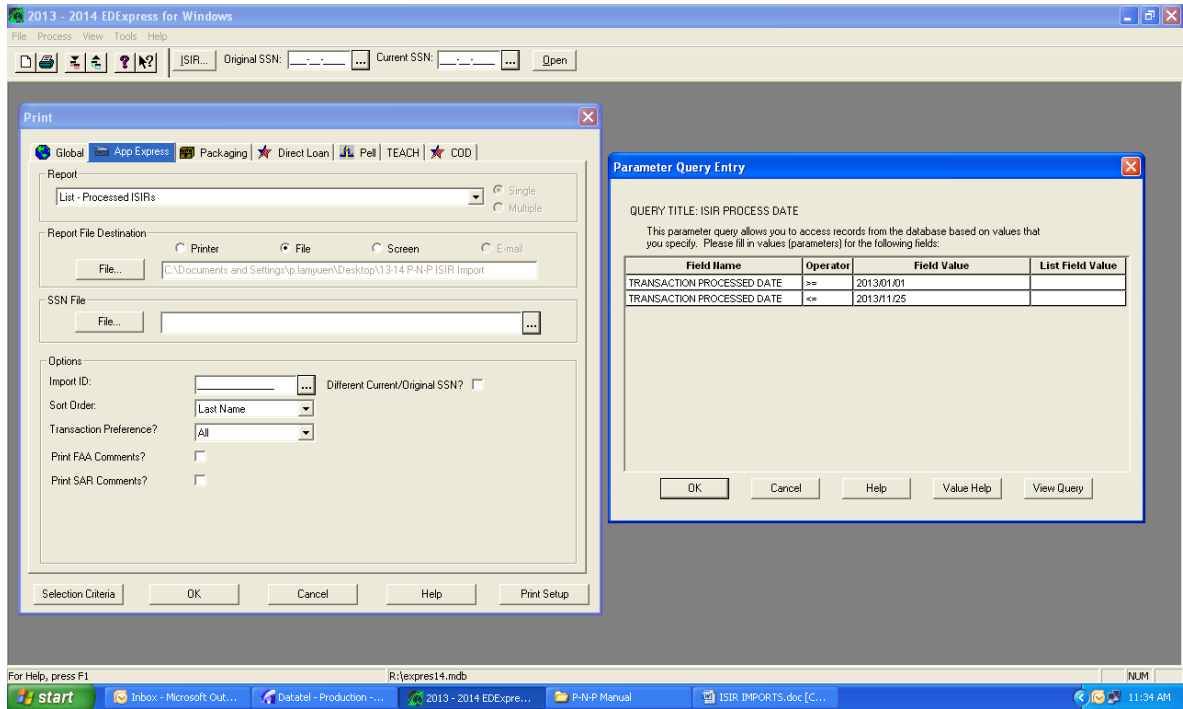 2013 - 2014 EDExpress for Windows
File Process View Tools Help
ISIR... Original SSN: ___-__-____ ... Current SSN: ___-__-____ ... Open
Print
Global App Express Packaging Direct Loan Pell TEACH COD
Report
List - Processed ISIRs
Single
Multiple
Report File Destination
Printer File Screen E-mail
File... C:\Documents and Settings\p.lamyuen\Desktop\13-14 P-N-P ISIR Import
SSN File
File... ...
Options
Import ID: ... Different Current/Original SSN?
Sort Order: Last Name
Transaction Preference? All
Print FAA Comments?
Print SAR Comments?
Selection Criteria OK Cancel Help Print Setup
Parameter Query Entry
QUERY TITLE: ISIR PROCESS DATE
This parameter query allows you to access records from the database based on values that
you specify. Please fill in values (parameters) for the following fields:
Field Name Operator Field Value List Field Value
TRANSACTION PROCESSED DATE >= 2013/01/01
TRANSACTION PROCESSED DATE <= 2013/11/25
OK Cancel Help Value Help View Query
For Help, press F1 R:\expres14.mdb NUM
start Inbox - Microsoft Out... Datatel - Production -... 2013 - 2014 EDExpre... P-N-P Manual ISIR IMPORTS.doc [C... 11:34 AM